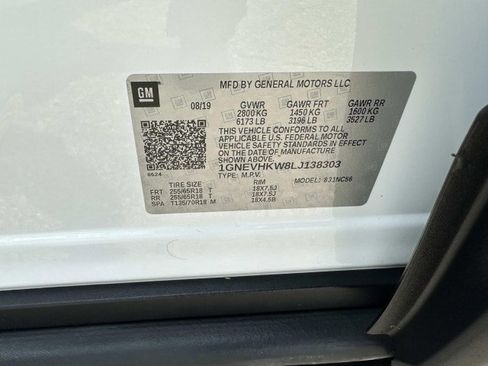 GM
MFD BY GENERAL MOTORS LLC
08/19 GVWR GAWR FRT GAWR RR
2800KG 1450 KG 1600 KG
6173 LB 3196 LB 3527 LB
THIS VEHICLE CONFORMS TO ALL
APPLICABLE U.S. FEDERAL MOTOR
VEHICLE SAFETY STANDARDS IN EFFECT
ON THE DATE OF MANUFACTURE SHOWN ABOVE.
1GNEVHKW8LJ138303
6624 TYPE: M.P.V. MODEL: 831NC56
TIRE SIZE RIM
FRT 255/65R18 T 18X7.5J
RR 255/65R18 T 18X7.5J
SPA T135/70R18 M 18X4.5B